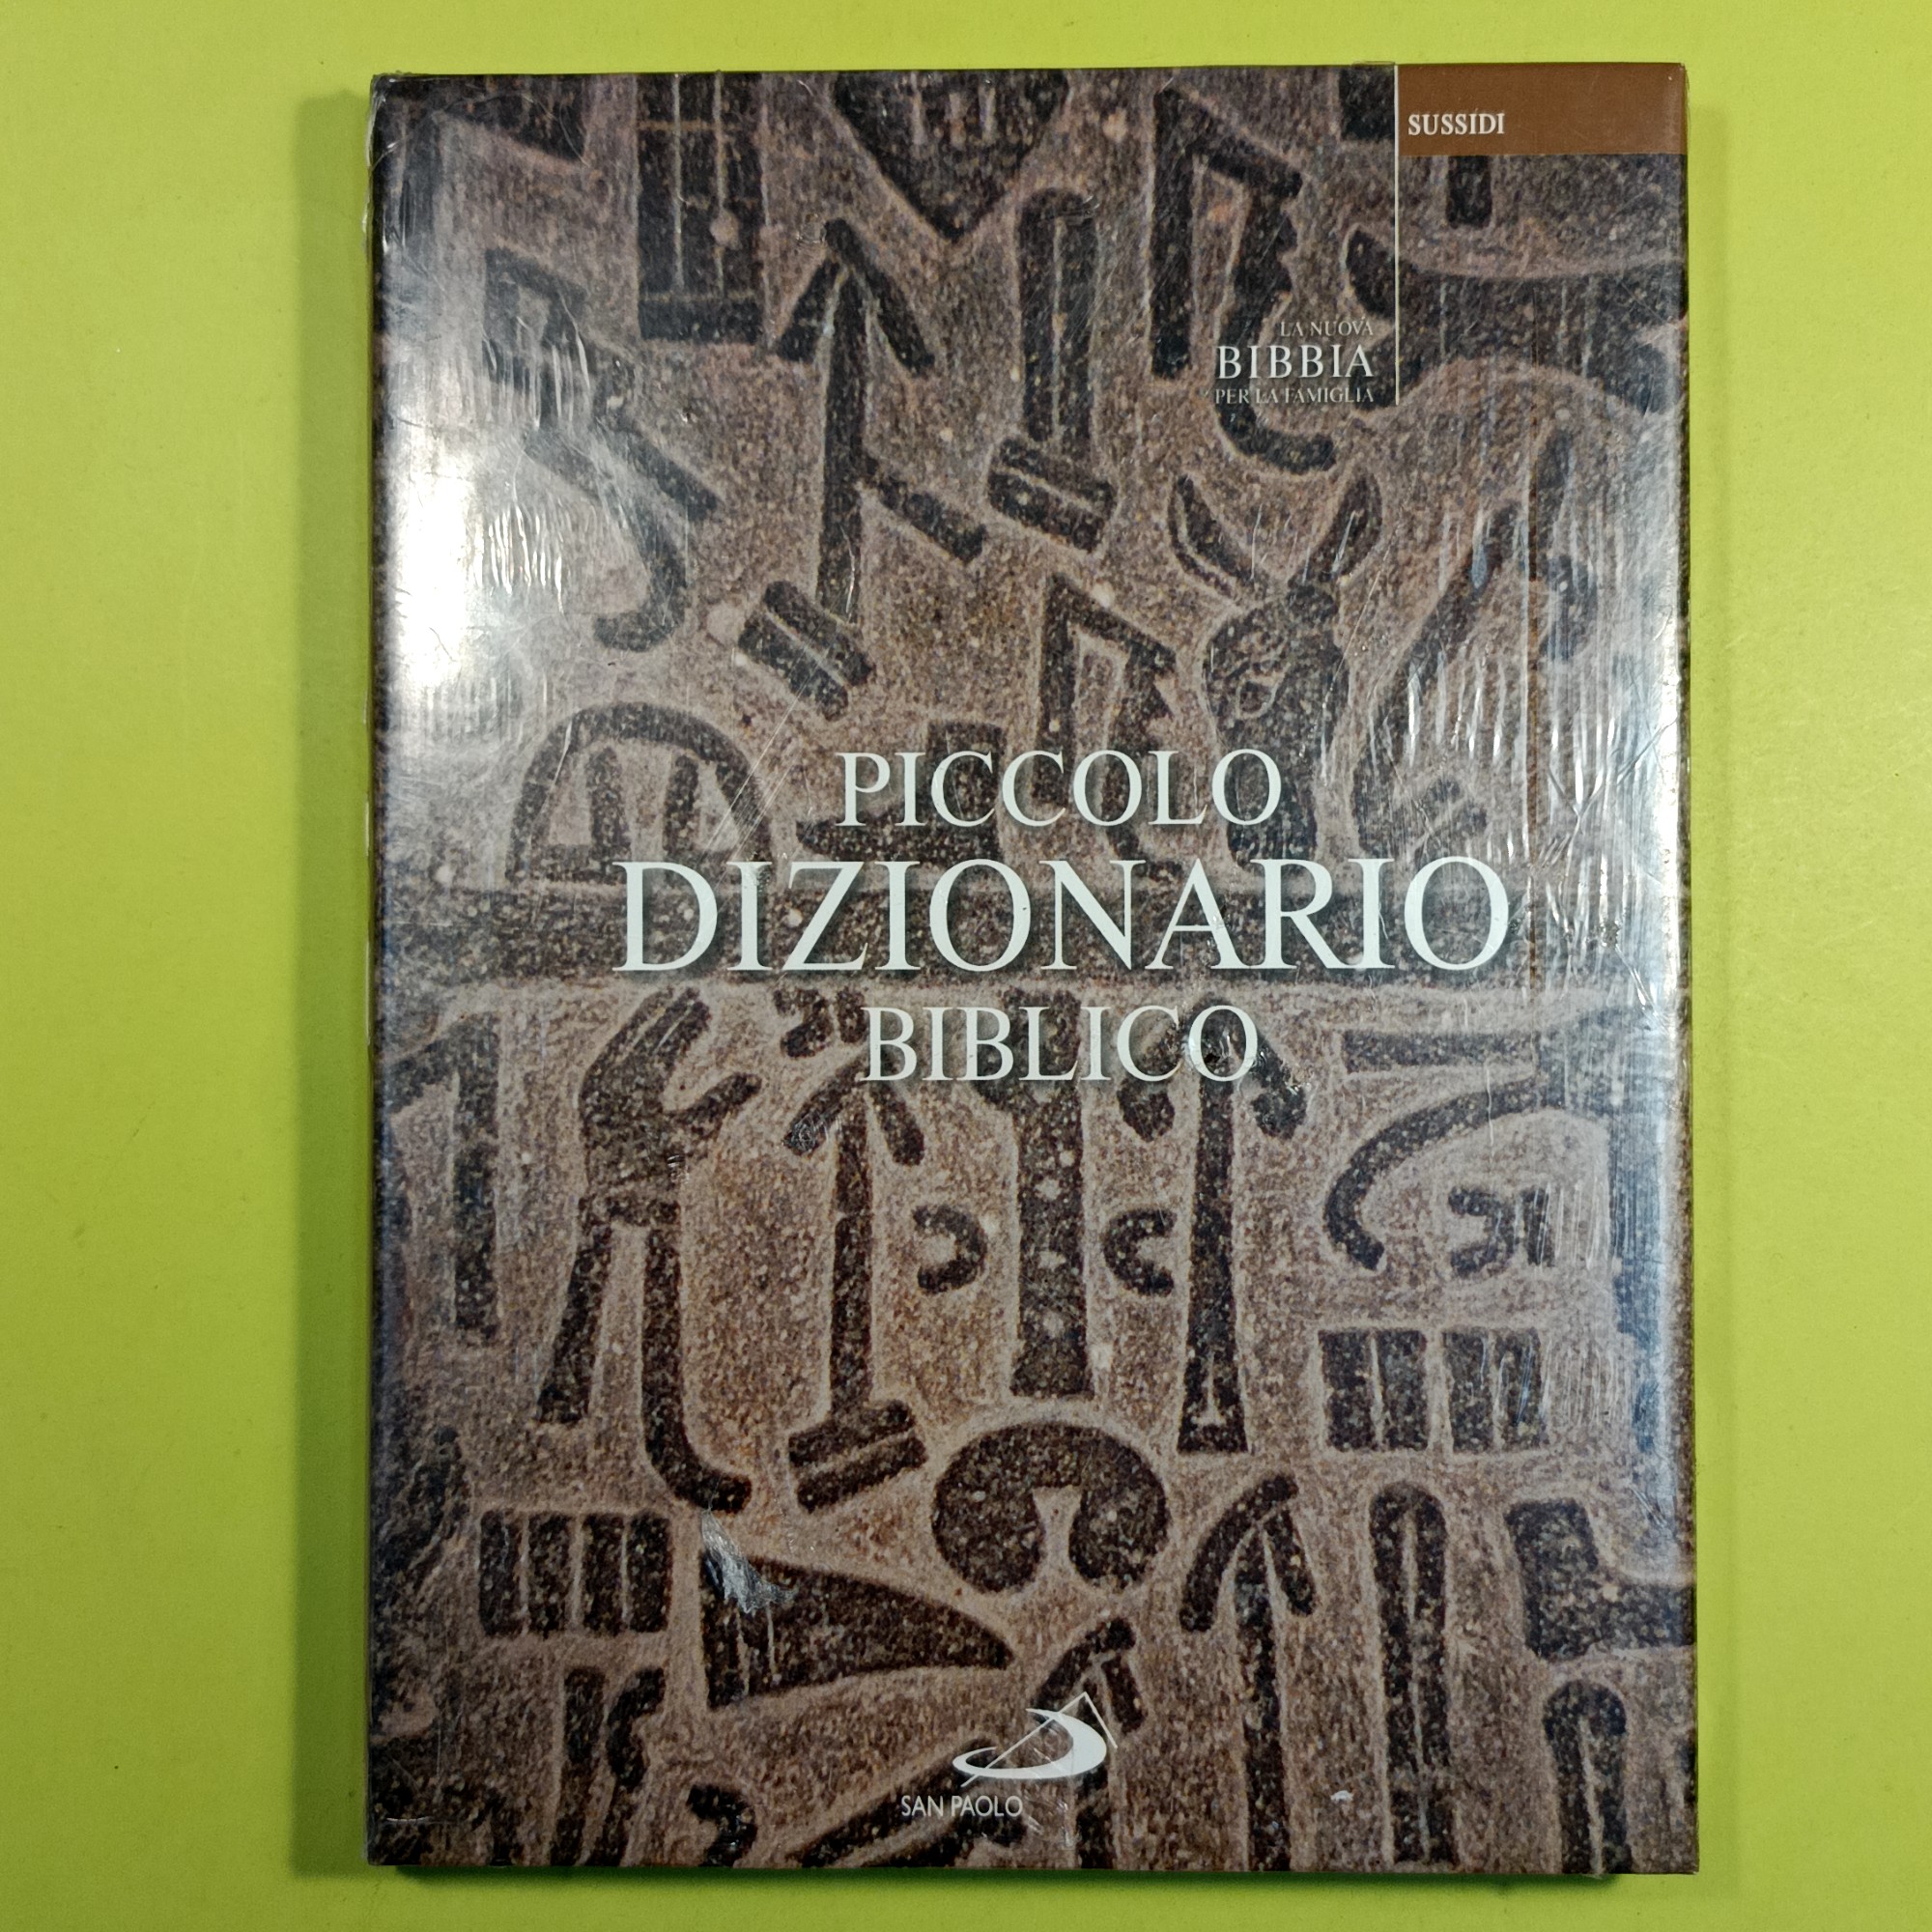 SUSSIDI
LA NUOVA
BIBBIA
PER LA FAMIGLIA
PICCOLO
DIZIONARIO
BIBLICO
SAN PAOLO